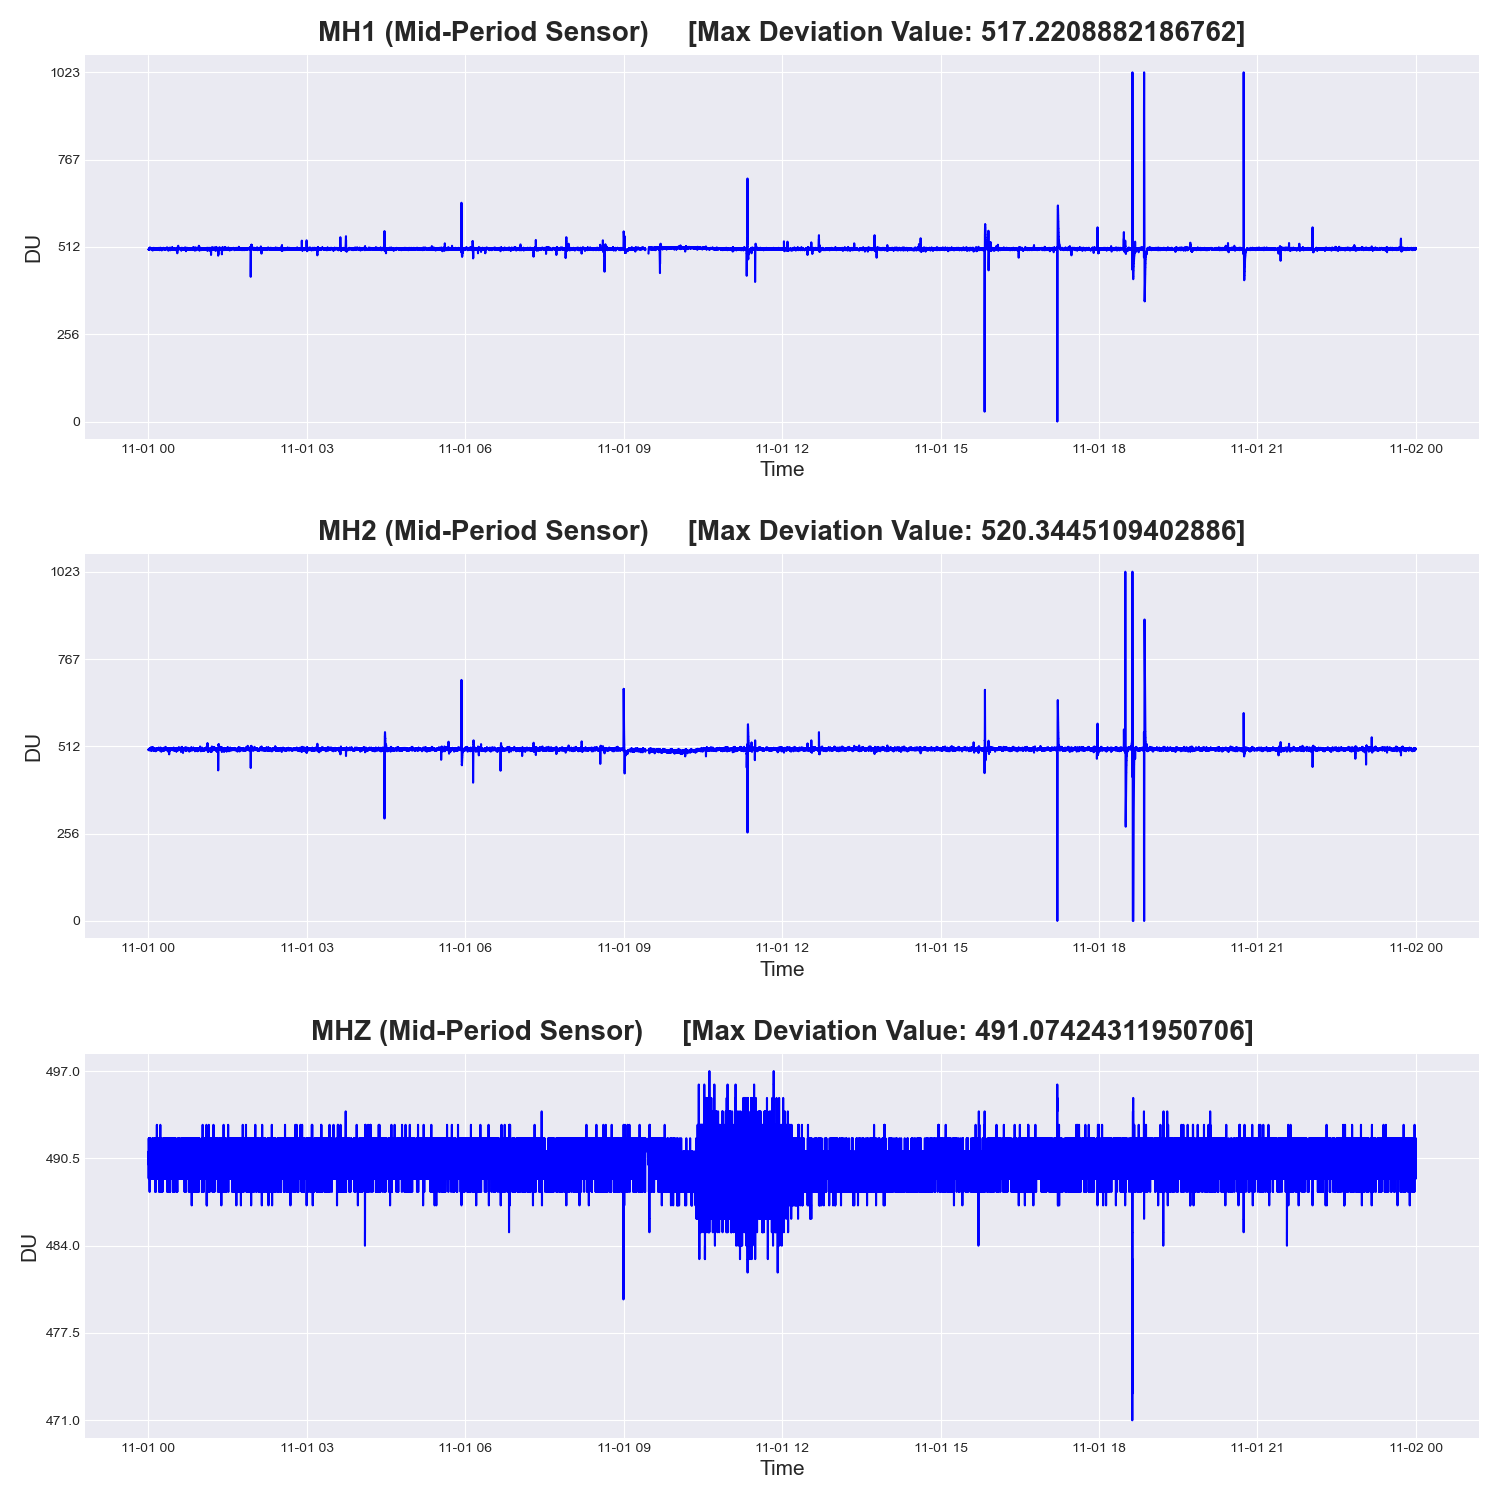 MH1 (Mid-Period Sensor) [Max Deviation Value: 517.2208882186762]
1023
767
512
256
0
DU
11-01 00 11-01 03 11-01 06 11-01 09 11-01 12 11-01 15 11-01 18 11-01 21 11-02 00
Time
MH2 (Mid-Period Sensor) [Max Deviation Value: 520.3445109402886]
1023
767
512
256
0
DU
11-01 00 11-01 03 11-01 06 11-01 09 11-01 12 11-01 15 11-01 18 11-01 21 11-02 00
Time
MHZ (Mid-Period Sensor) [Max Deviation Value: 491.07424311950706]
497.0
490.5
484.0
477.5
471.0
DU
11-01 00 11-01 03 11-01 06 11-01 09 11-01 12 11-01 15 11-01 18 11-01 21 11-02 00
Time